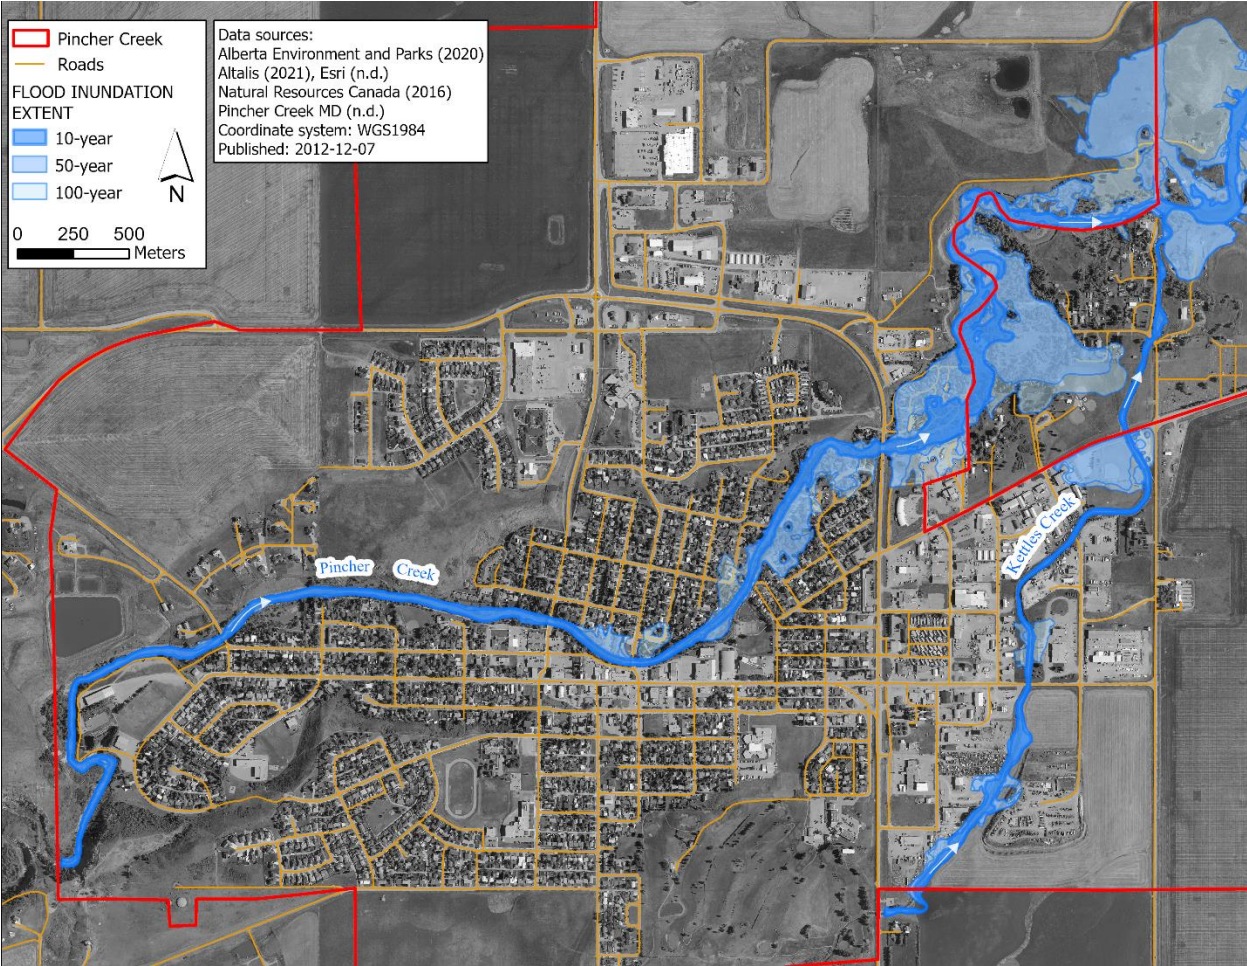 Pincher Creek
Roads
FLOOD INUNDATION
EXTENT
10-year
50-year
100-year
N
0 250 500
Meters
Data sources:
Alberta Environment and Parks (2020)
Altalis (2021), Esri (n.d.)
Natural Resources Canada (2016)
Pincher Creek MD (n.d.)
Coordinate system: WGS1984
Published: 2012-12-07
Pincher Creek
Kettles Creek